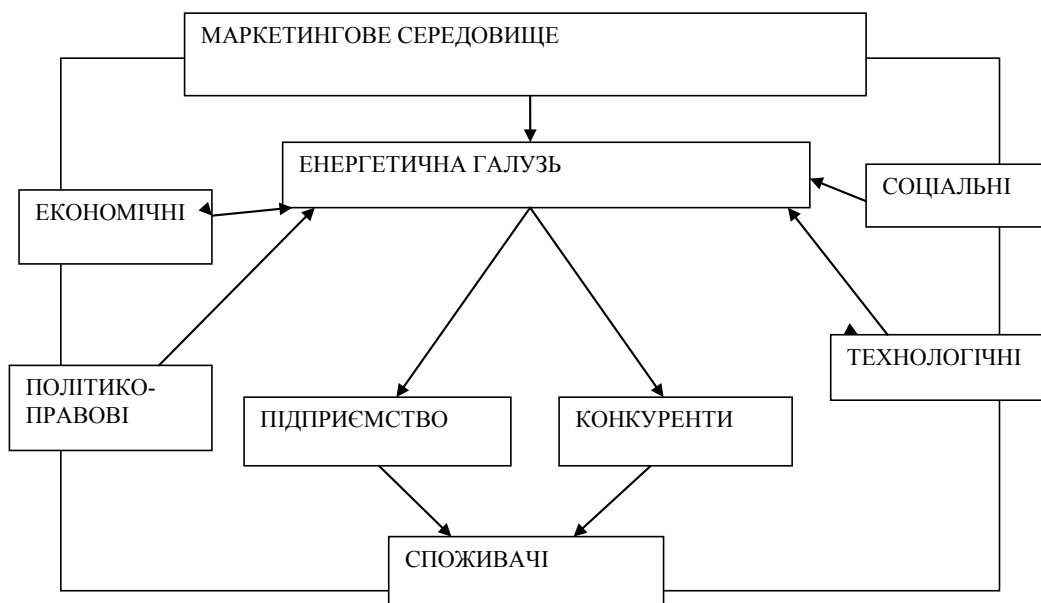 МАРКЕТИНГОВЕ СЕРЕДОВИЩЕ
ЕНЕРГЕТИЧНА ГАЛУЗЬ
СОЦІАЛЬНІ
ЕКОНОМІЧНІ
ТЕХНОЛОГІЧНІ
ПОЛІТИКО-
ПРАВОВІ
ПІДПРИЄМСТВО
КОНКУРЕНТИ
СПОЖИВАЧІ